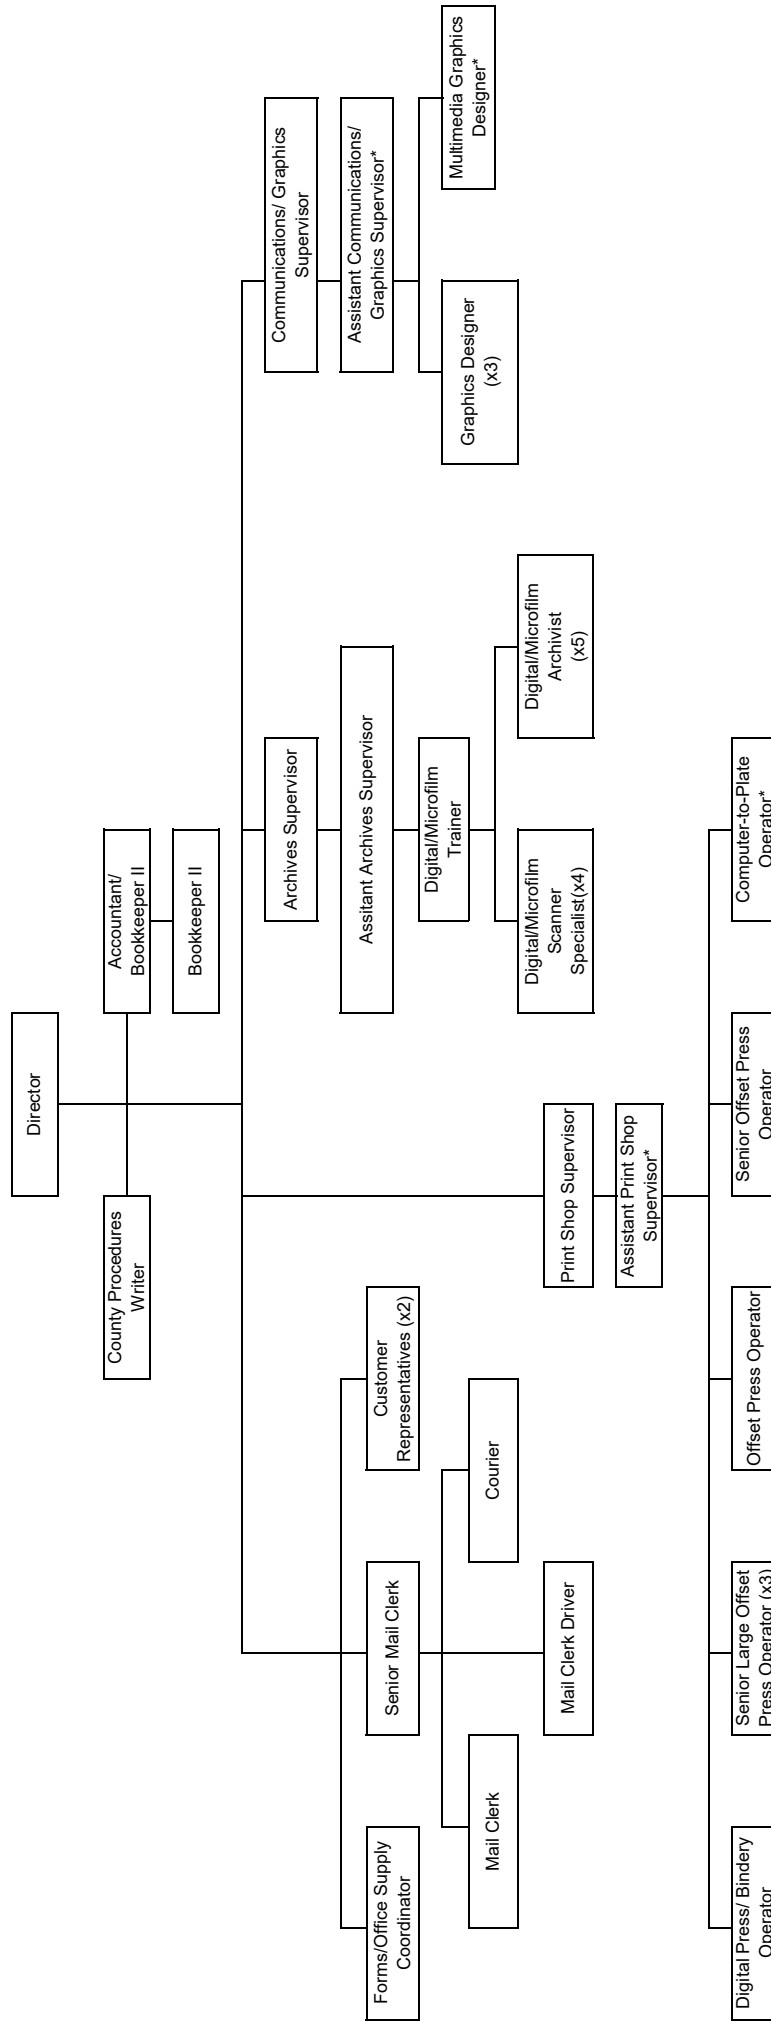 Director
County Procedures
Writer
Accountant/
Bookkeeper II
Bookkeeper II
Communications/ Graphics
Supervisor
Archives Supervisor
Assistant Communications/
Graphics Supervisor*
Assitant Archives Supervisor
Forms/Office Supply
Coordinator
Senior Mail Clerk
Customer
Representatives (x2)
Digital/Microfilm
Trainer
Graphics Designer
(x3)
Multimedia Graphics
Designer*
Mail Clerk
Courier
Digital/Microfilm
Scanner
Specialist(x4)
Digital/Microfilm
Archivist
(x5)
Mail Clerk Driver
Print Shop Supervisor
Assistant Print Shop
Supervisor*
Digital Press/ Bindery
Operator
Senior Large Offset
Press Operator (x3)
Offset Press Operator
Senior Offset Press
Operator
Computer-to-Plate
Operator*